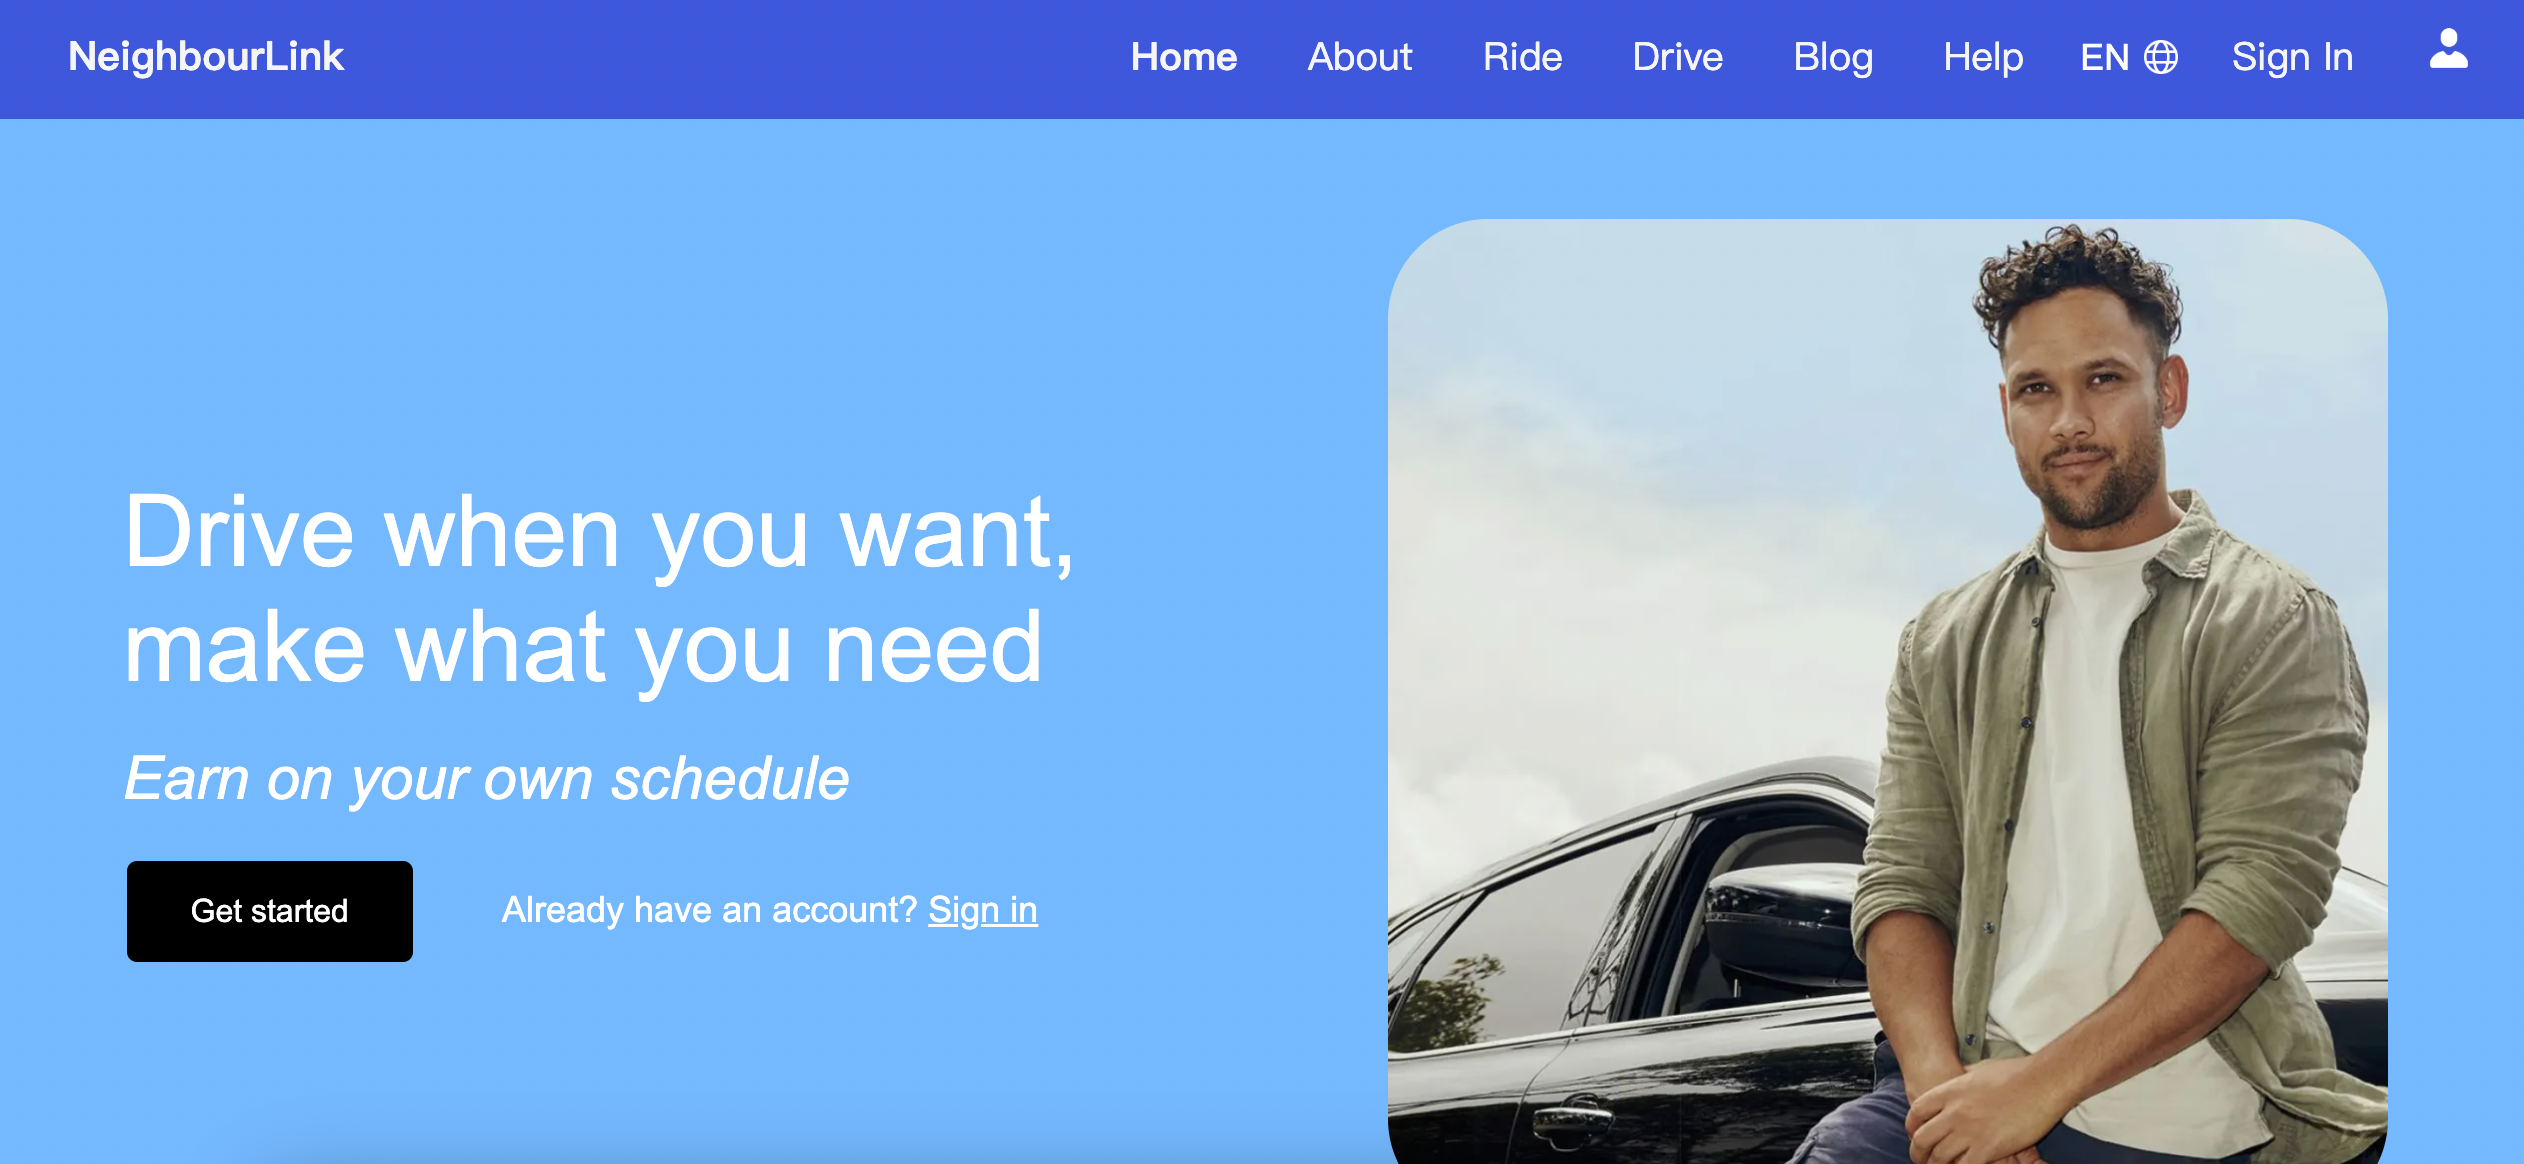 NeighbourLink
Home About Ride Drive Blog Help EN Sign In
Drive when you want,
make what you need
Earn on your own schedule
Get started
Already have an account? Sign in